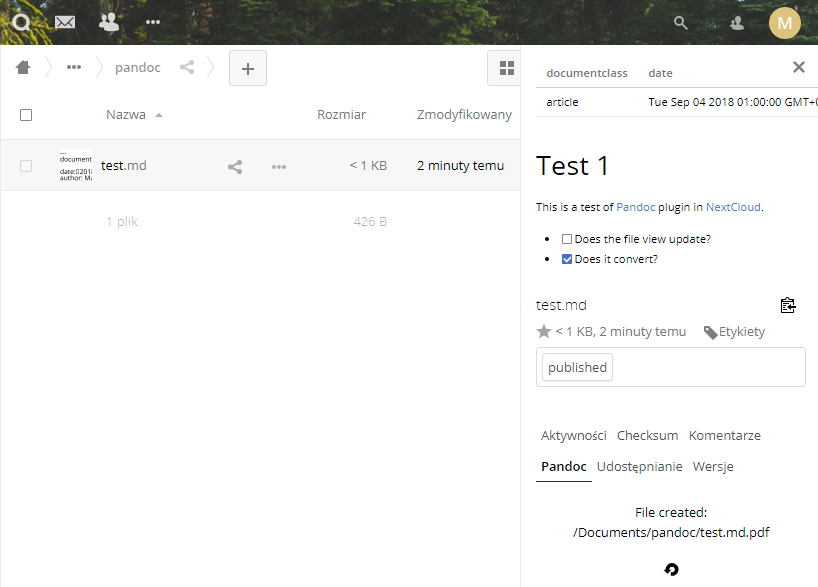 M
pandoc
+
documentclass date
article Tue Sep 04 2018 01:00:00 GMT+
Nazwa Rozmiar Zmodyfikowany
test.md < 1 KB 2 minuty temu
---
document
author: Ma
1 plik 426 B
Test 1
This is a test of Pandoc plugin in NextCloud.
Does the file view update?
Does it convert?
test.md
< 1 KB, 2 minuty temu Etykiety
published
Aktywności Checksum Komentarze
Pandoc Udostępnianie Wersje
File created:
/Documents/pandoc/test.md.pdf